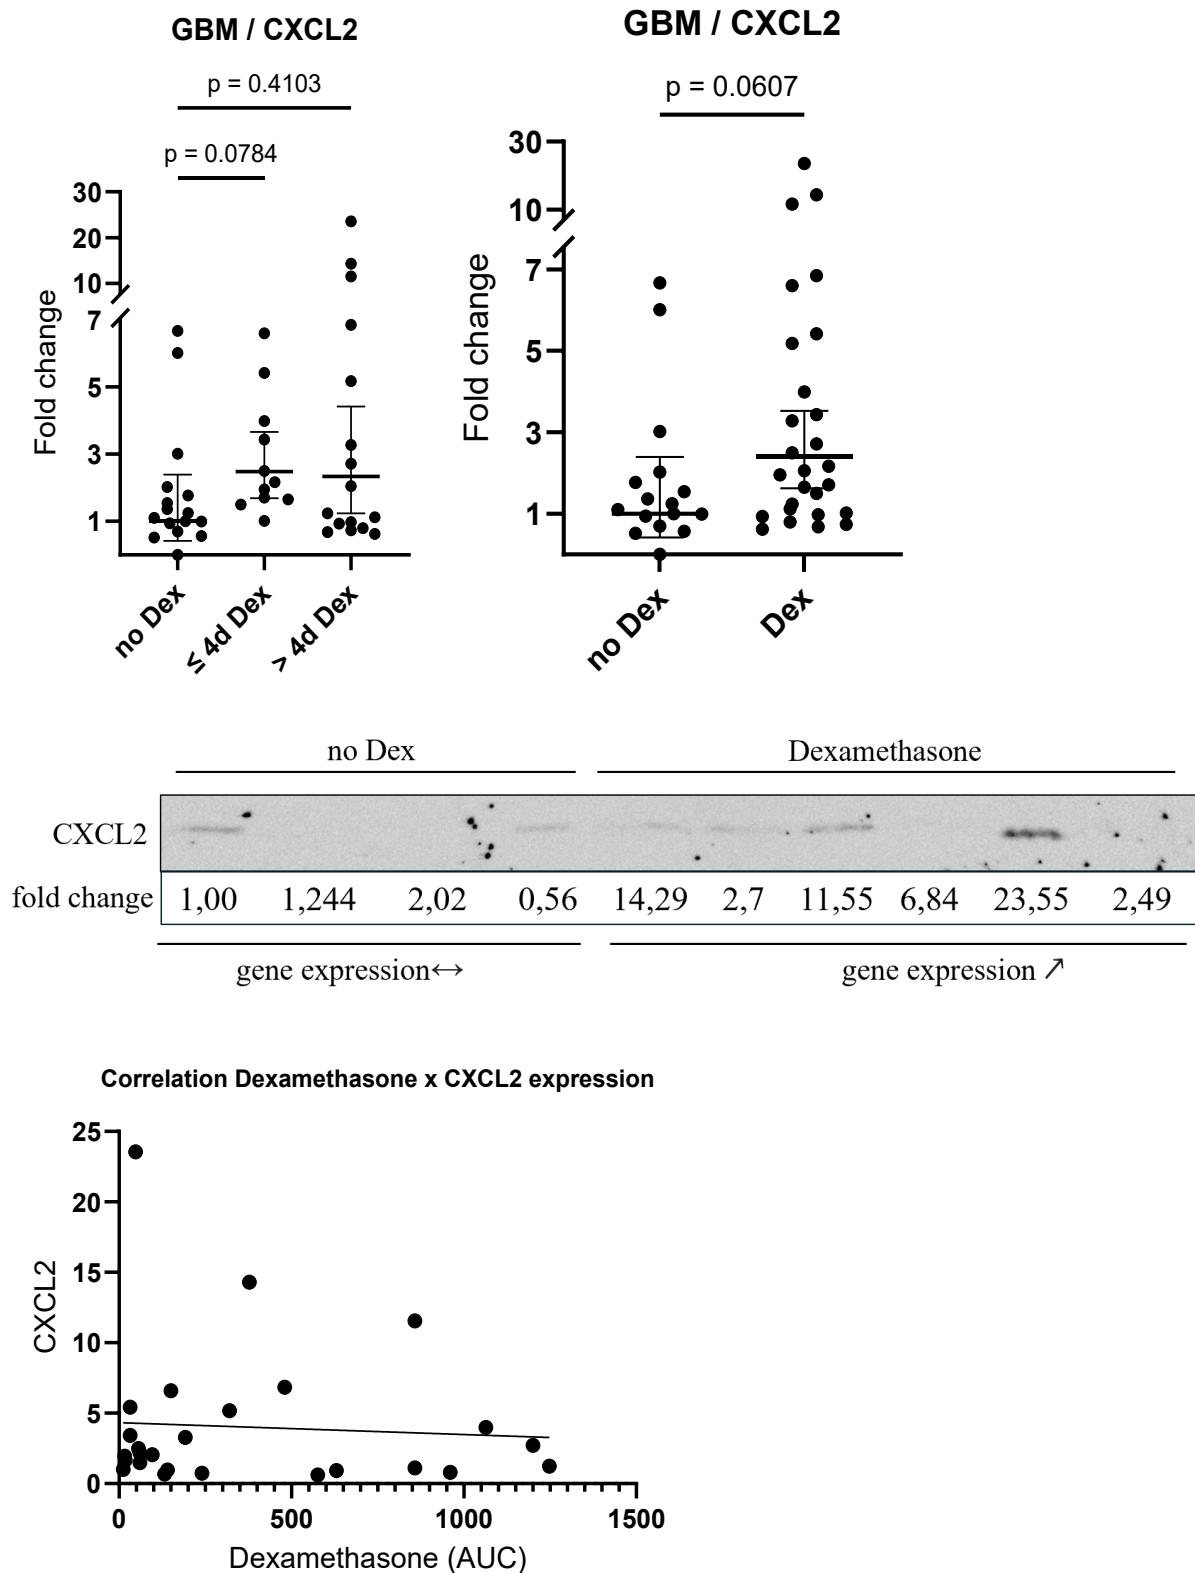 GBM / CXCL2
p = 0.4103
p = 0.0784
30
20
10
7
5
3
1
Fold change
no Dex
≤ 4d Dex
> 4d Dex
GBM / CXCL2
p = 0.0607
30
10
7
5
3
1
Fold change
no Dex
Dex
no Dex Dexamethasone
CXCL2
fold change 1,00 1,244 2,02 0,56 14,29 2,7 11,55 6,84 23,55 2,49
gene expression↔ gene expression ↗
Correlation Dexamethasone x CXCL2 expression
25
20
15
10
5
0
CXCL2
0 500 1000 1500
Dexamethasone (AUC)